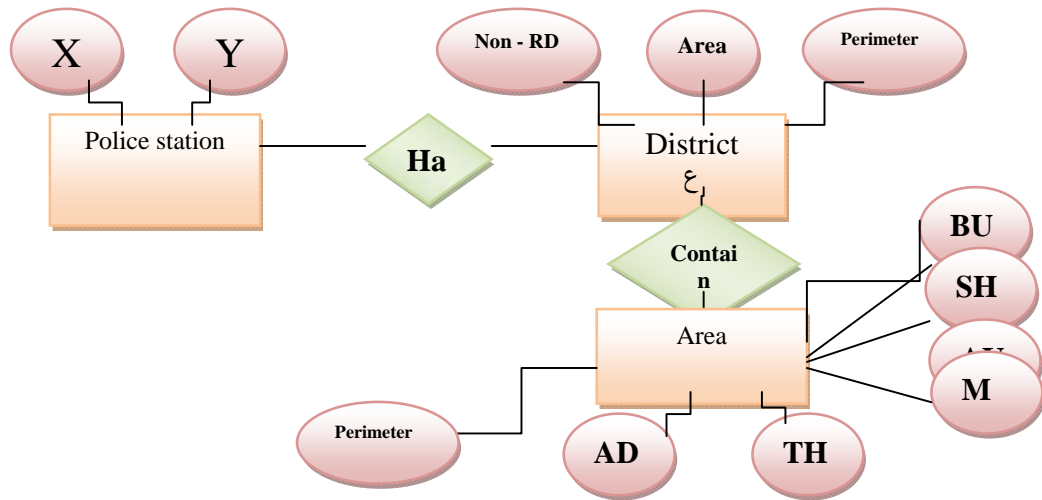 X
Y
Non - RD
Area
Perimeter
Police station
Ha
District
ع
Contai
n
BU
SH
Area
M
Perimeter
AD
TH